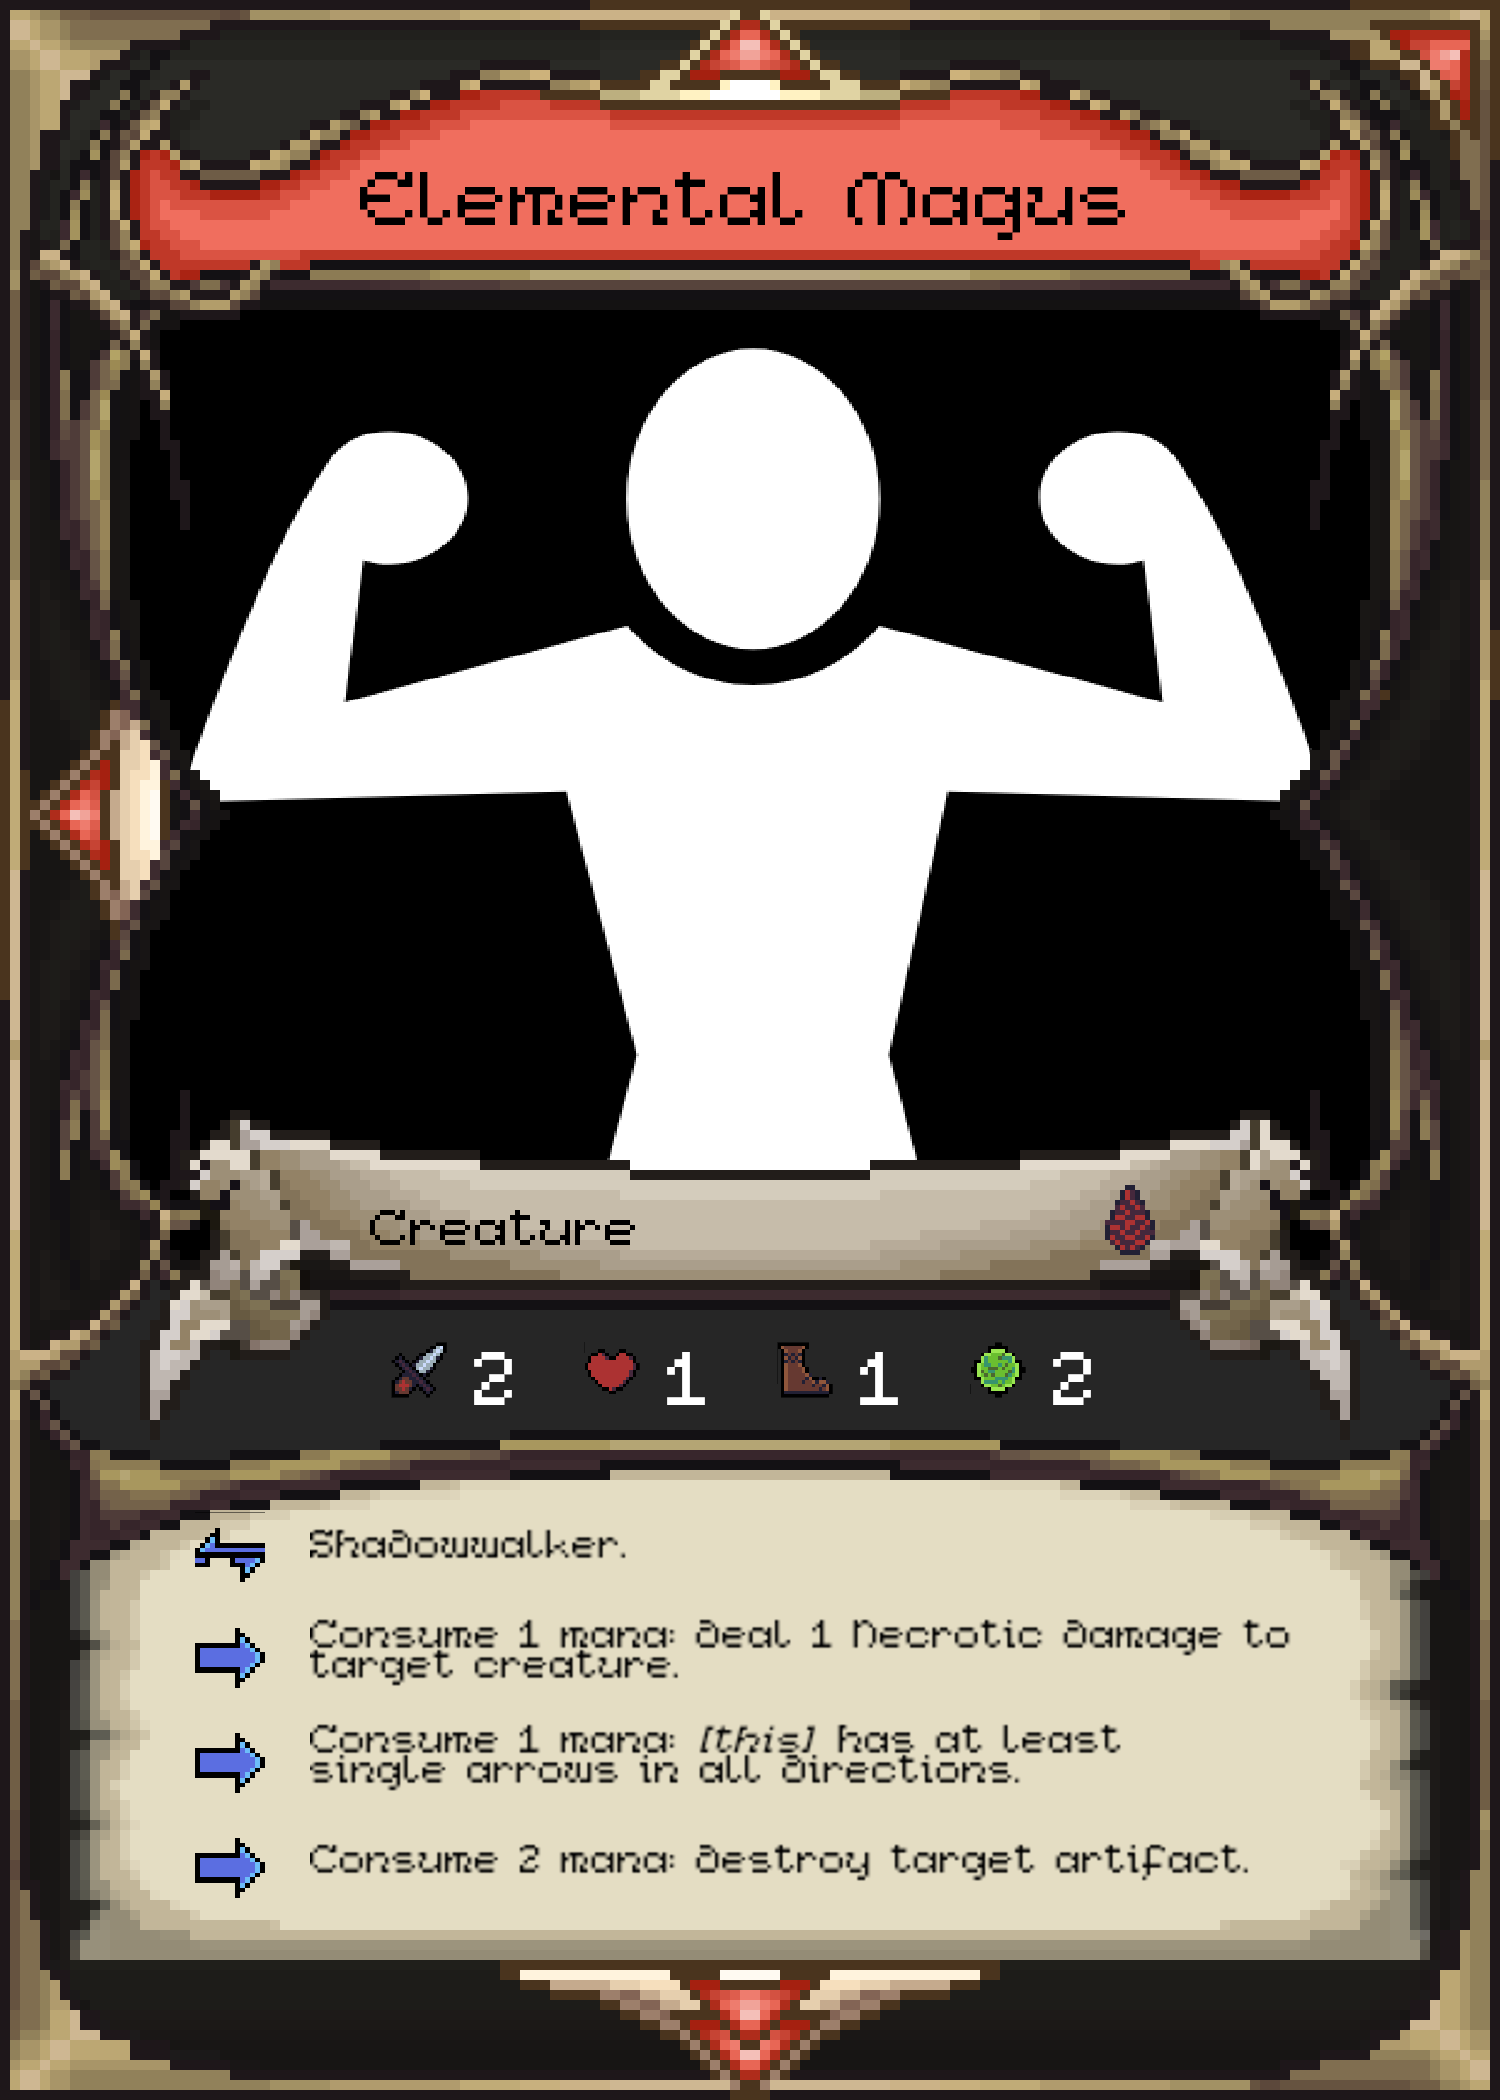 Elemental Magus
Creature
2 1 1 2
Shadowwalker.
Consume 1 mana: deal 1 Necrotic damage to
target creature.
Consume 1 mana: [this] has at least
single arrows in all directions.
Consume 2 mana: destroy target artifact.